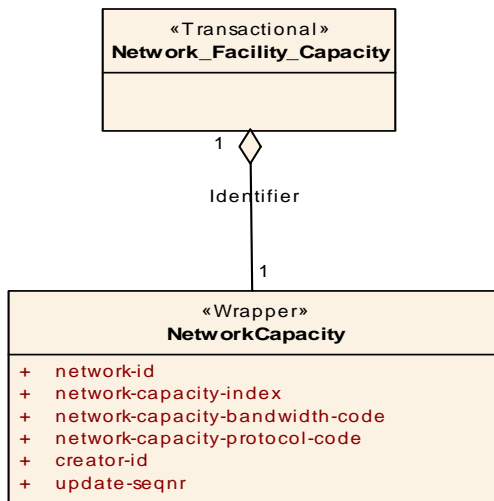 «Transactional»
Network_Facility_Capacity
1
Identifier
1
«Wrapper»
NetworkCapacity
+ network-id
+ network-capacity-index
+ network-capacity-bandwidth-code
+ network-capacity-protocol-code
+ creator-id
+ update-seqnr